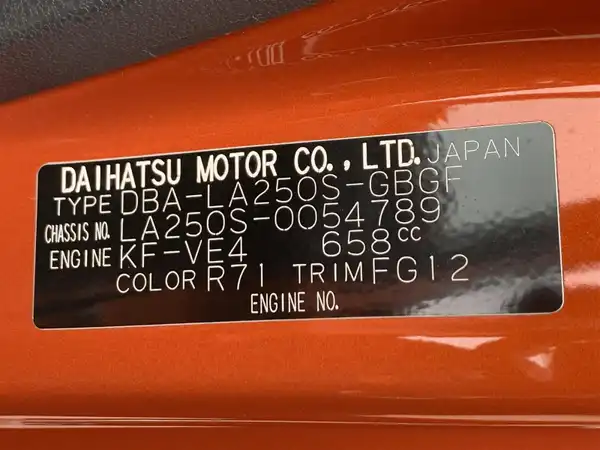 DAIHATSU MOTOR CO., LTD. JAPAN
TYPE DBA-LA250S-GBGF
CHASSIS NO. LA250S-0054789
ENGINE KF-VE4 658cc
COLOR R71 TRIM FG12
ENGINE NO.